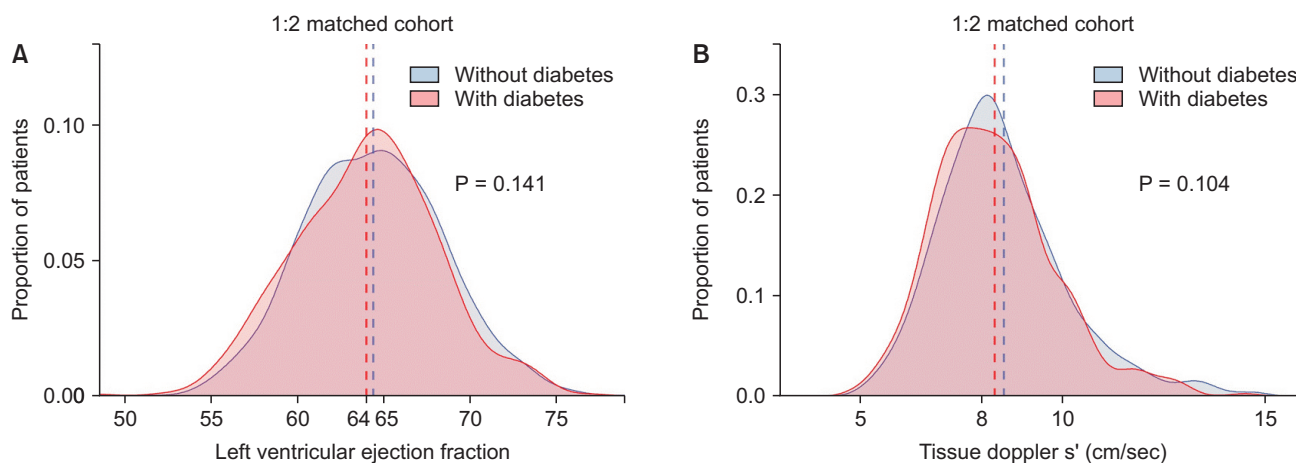 1:2 matched cohort
A
Without diabetes
With diabetes
P = 0.141
Proportion of patients
0.10
0.05
0.00
50 55 60 64 65 70 75
Left ventricular ejection fraction
1:2 matched cohort
B
Without diabetes
With diabetes
P = 0.104
Proportion of patients
0.3
0.2
0.1
0.0
5 8 10 15
Tissue doppler s' (cm/sec)